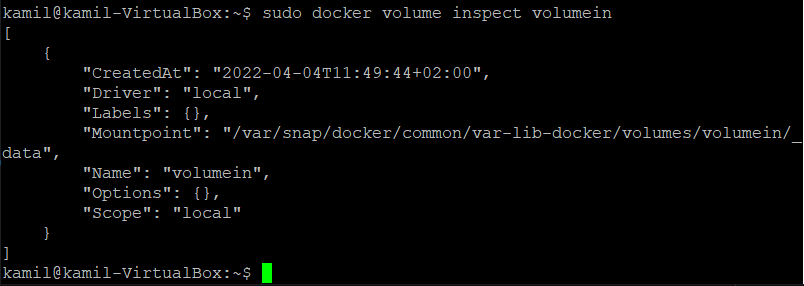 kamil@kamil-VirtualBox:~$ sudo docker volume inspect volumein
[
    {
        "CreatedAt": "2022-04-04T11:49:44+02:00",
        "Driver": "local",
        "Labels": {},
        "Mountpoint": "/var/snap/docker/common/var-lib-docker/volumes/volumein/_
data",
        "Name": "volumein",
        "Options": {},
        "Scope": "local"
    }
]
kamil@kamil-VirtualBox:~$